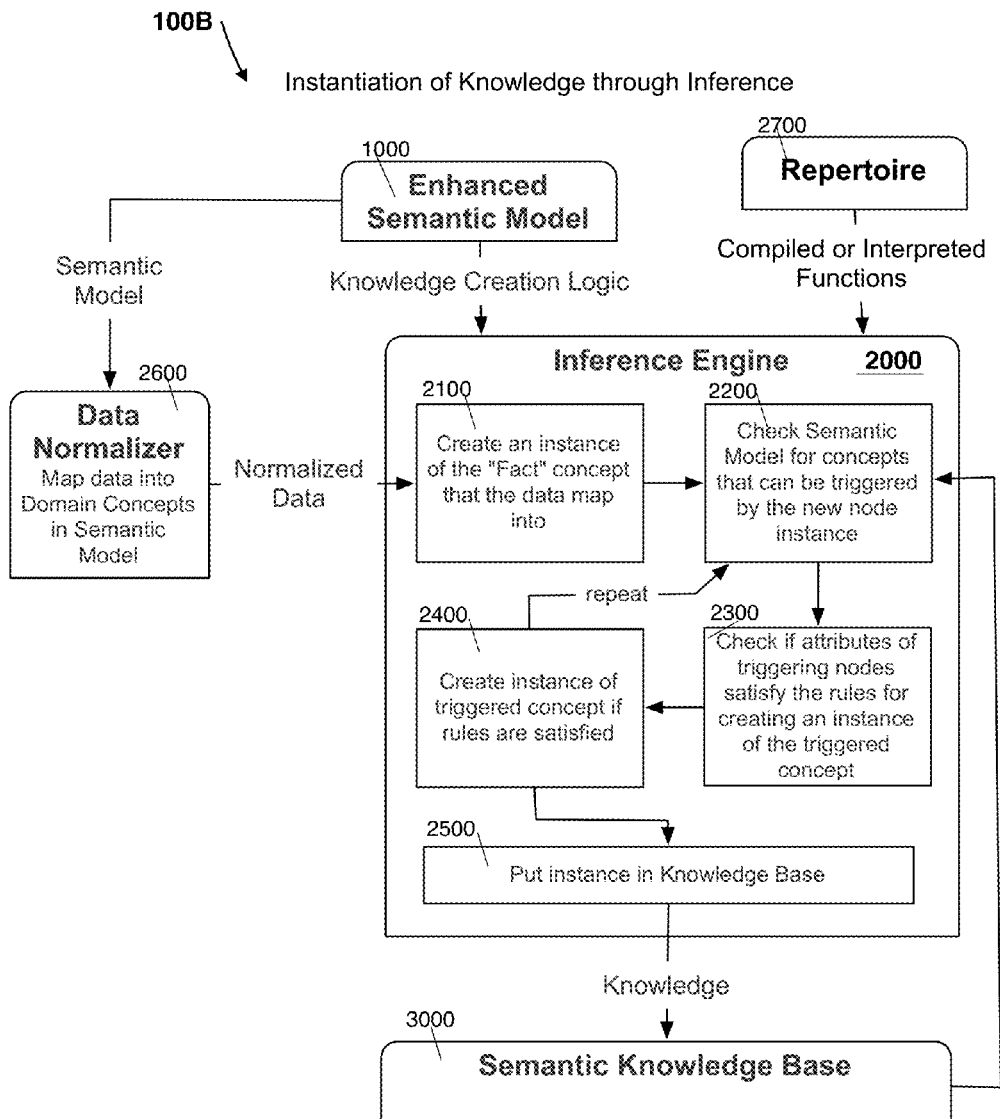 100B
Instantiation of Knowledge through Inference
1000
Enhanced
Semantic Model
2700
Repertoire
Semantic
Model
Knowledge Creation Logic
Compiled or Interpreted
Functions
2600
Data
Normalizer
Map data into
Domain Concepts
in Semantic
Model
Normalized
Data
Inference Engine
2000
2100
Create an instance
of the "Fact" concept
that the data map
into
2200
Check Semantic
Model for concepts
that can be triggered
by the new node
instance
repeat
2400
Create instance of
triggered concept if
rules are satisfied
2300
Check if attributes of
triggering nodes
satisfy the rules for
creating an instance
of the triggered
concept
2500
Put instance in Knowledge Base
Knowledge
3000
Semantic Knowledge Base